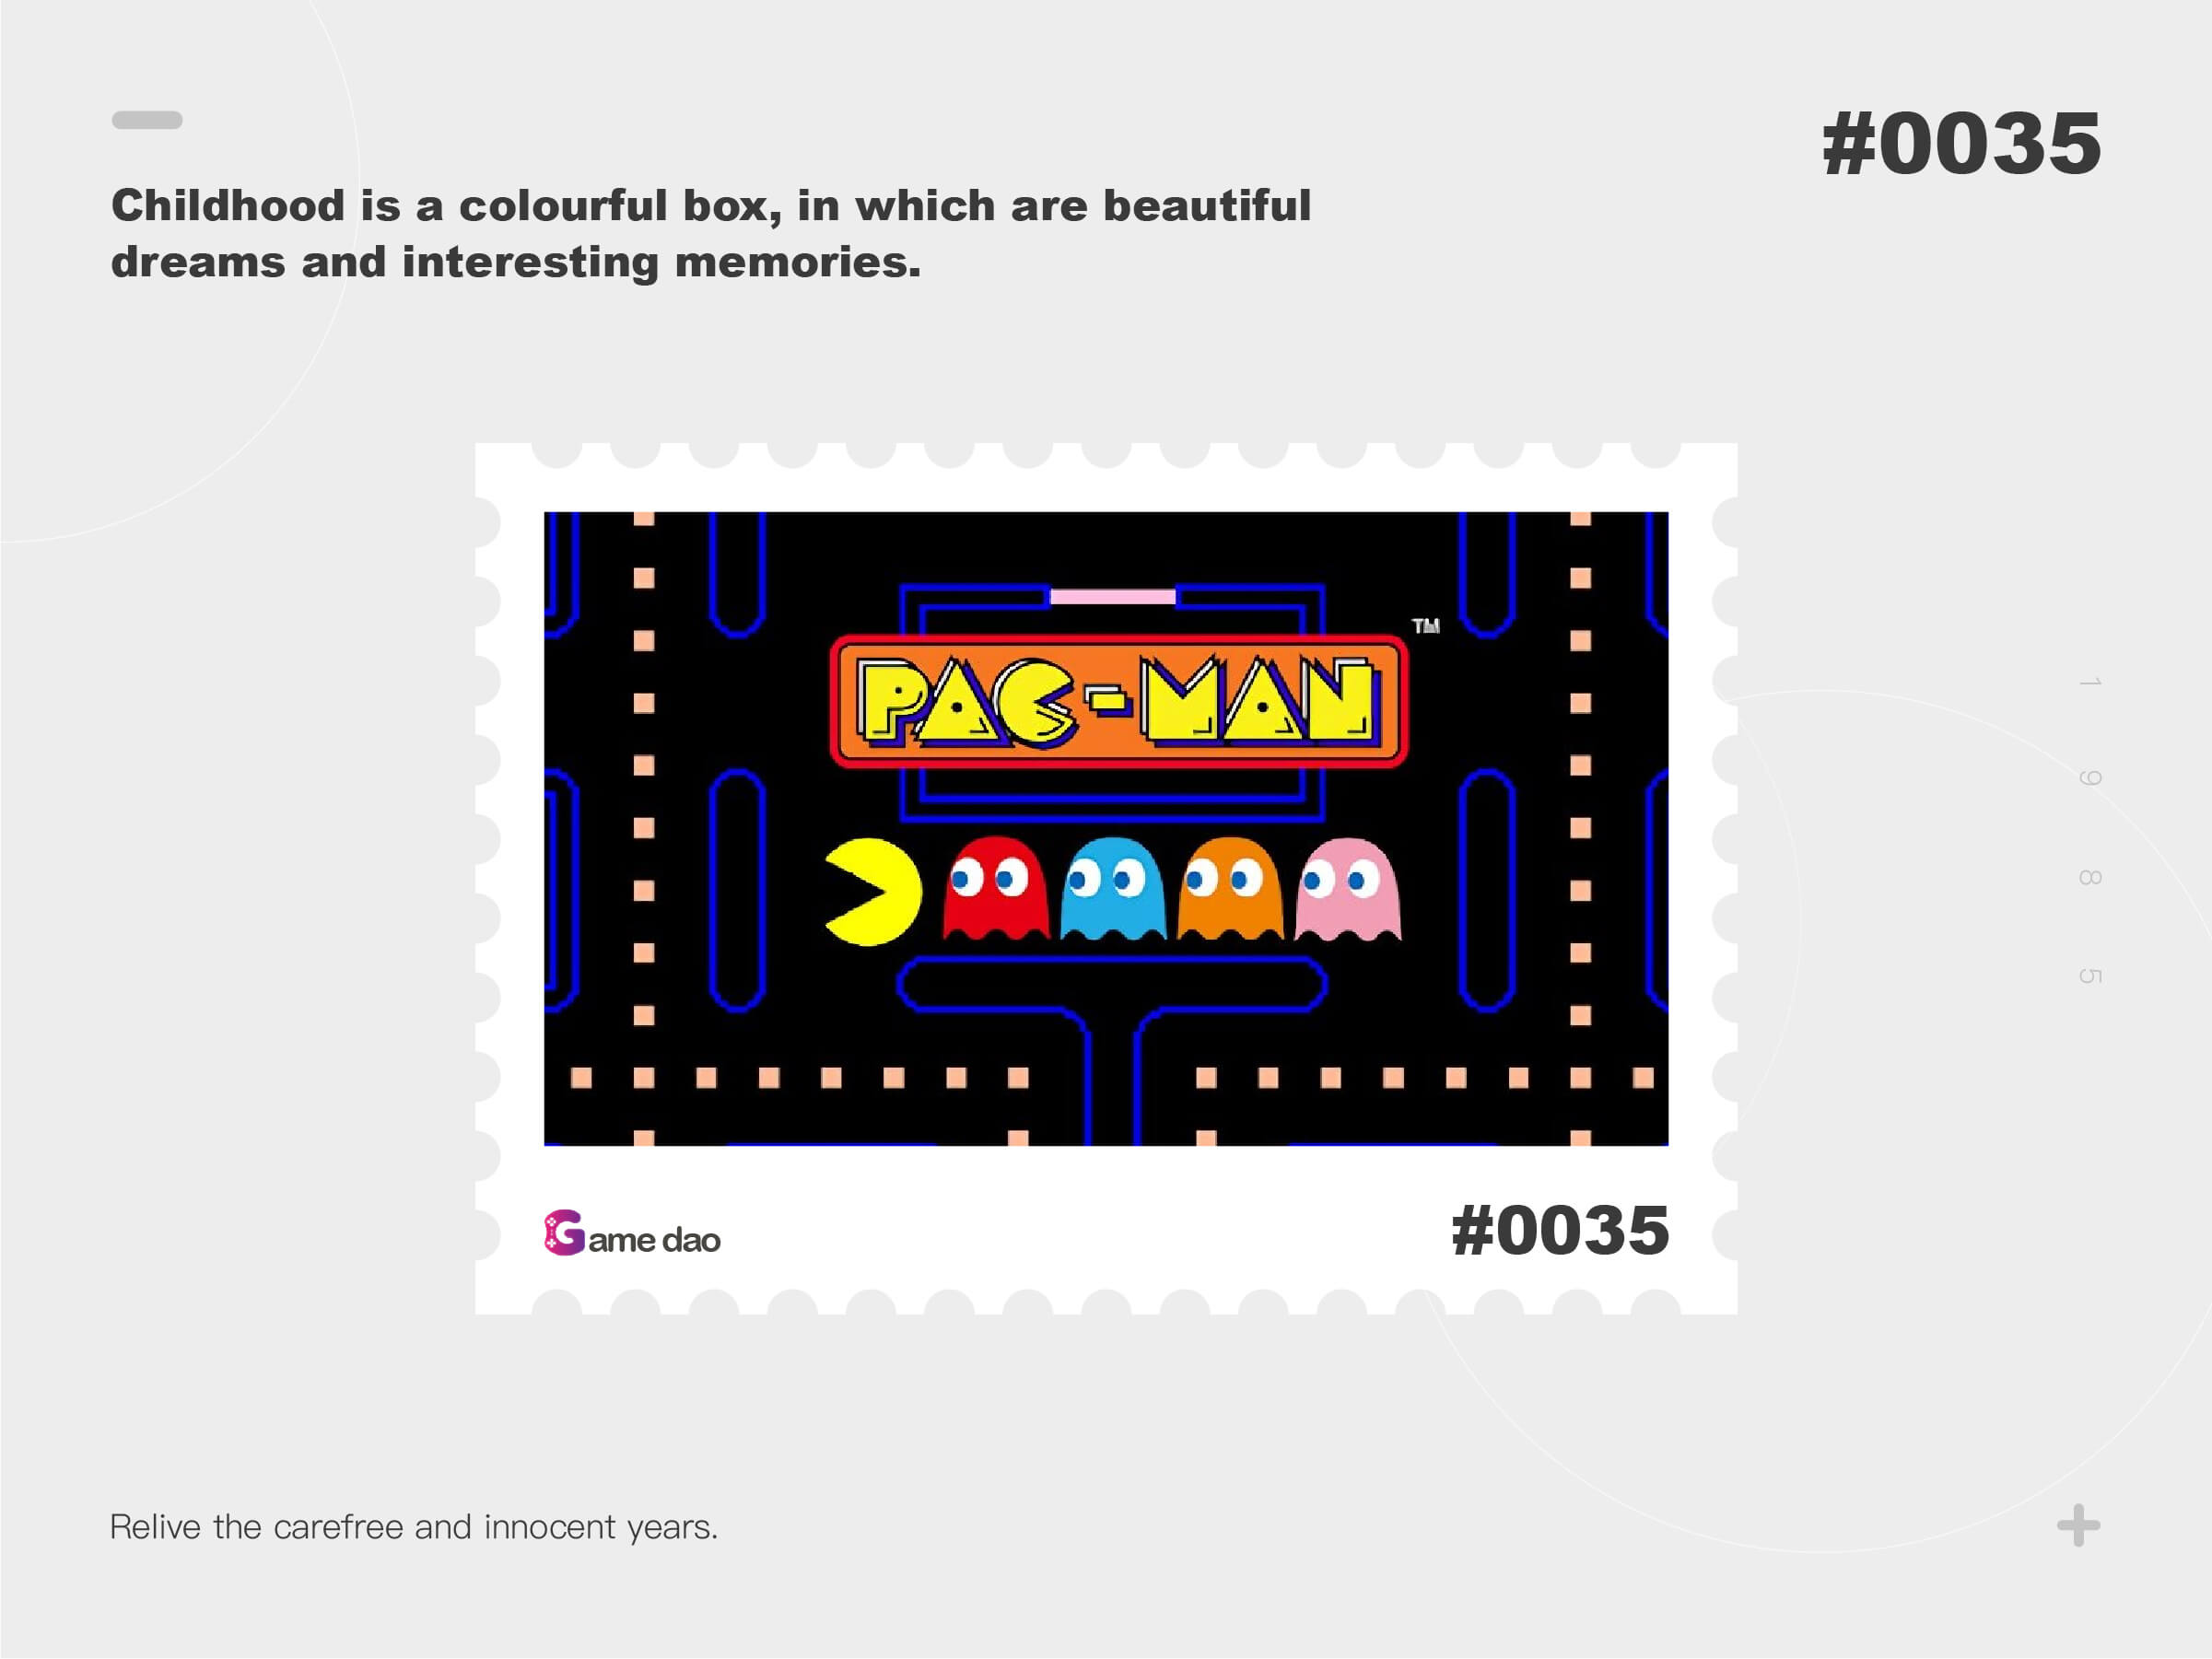 #0035
Childhood is a colourful box, in which are beautiful
dreams and interesting memories.
PAC-MAN
TM
1
9
8
5
Game dao
#0035
Relive the carefree and innocent years.